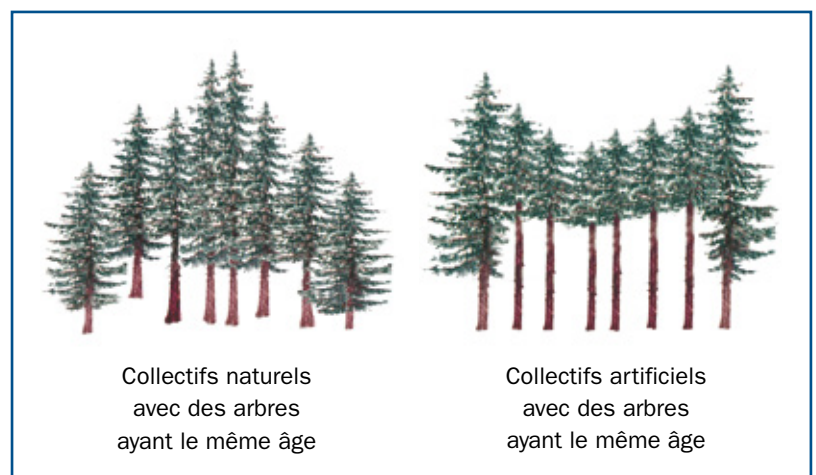 Collectifs naturels
avec des arbres
ayant le même âge
Collectifs artificiels
avec des arbres
ayant le même âge